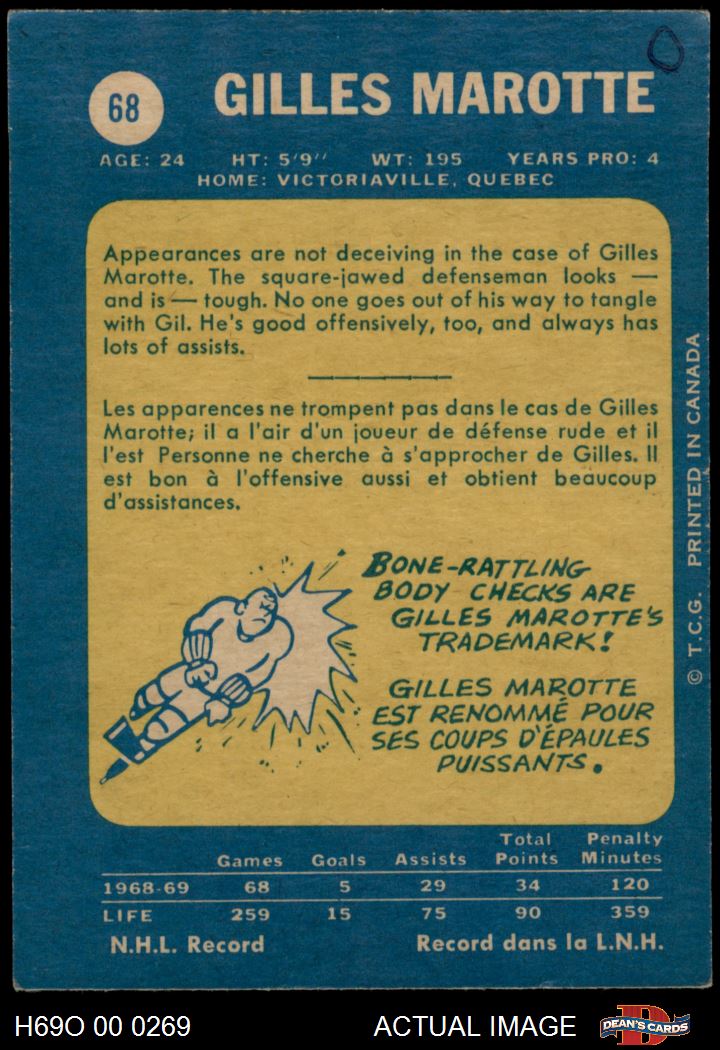 68
GILLES MAROTTE
AGE: 24 HT: 5'9'' WT: 195 YEARS PRO: 4
HOME: VICTORIAVILLE, QUEBEC
Appearances are not deceiving in the case of Gilles
Marotte. The square-jawed defenseman looks —
and is — tough. No one goes out of his way to tangle
with Gil. He's good offensively, too, and always has
lots of assists.
Les apparences ne trompent pas dans le cas de Gilles
Marotte; il a l'air d'un joueur de défense rude et il
l'est Personne ne cherche à s'approcher de Gilles. Il
est bon à l'offensive aussi et obtient beaucoup
d'assistances.
BONE-RATTLING
BODY CHECKS ARE
GILLES MAROTTE'S
TRADEMARK!
GILLES MAROTTE
EST RENOMMÉ POUR
SES COUPS D'ÉPAULES
PUISSANTS.
© T.C.G. PRINTED IN CANADA
Games Goals Assists Total Points Penalty Minutes
1968-69 68 5 29 34 120
LIFE 259 15 75 90 359
N.H.L. Record Record dans la L.N.H.
H69O 00 0269 ACTUAL IMAGE DEAN'S CARDS